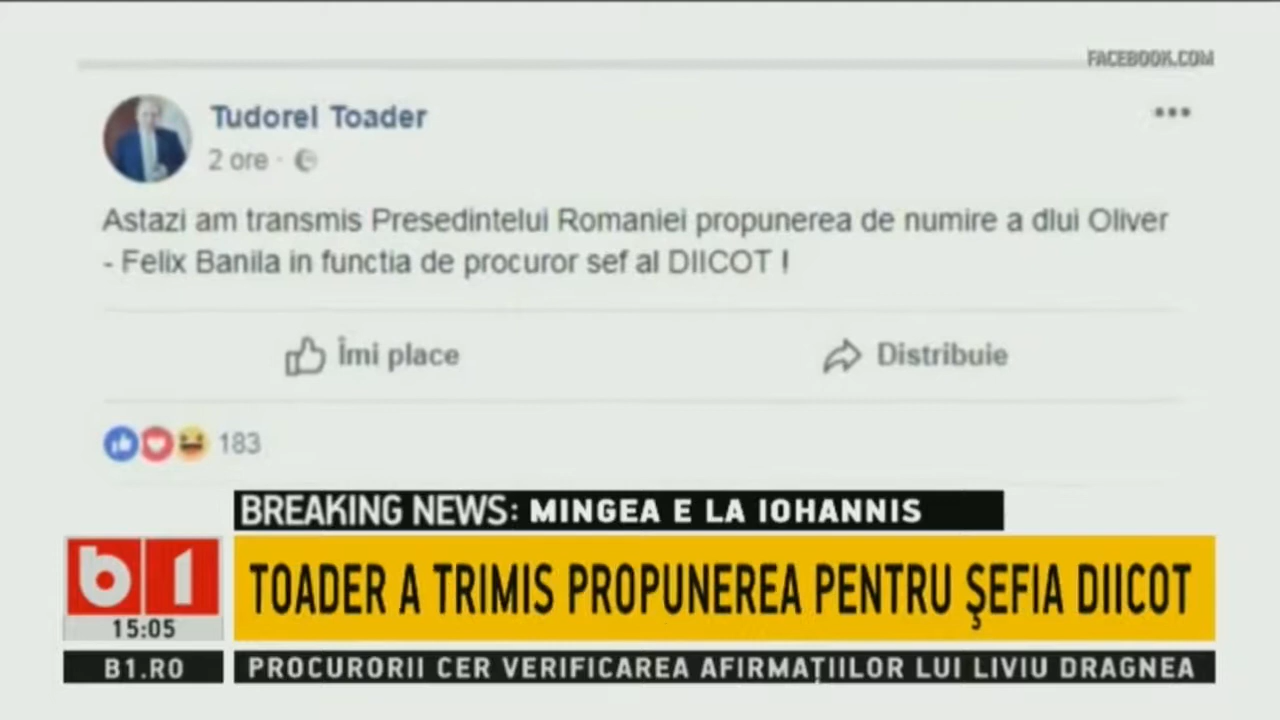 FACEBOOK.COM
Tudorel Toader
2 ore ·
Astazi am transmis Presedintelui Romaniei propunerea de numire a dlui Oliver
- Felix Banila in functia de procuror sef al DIICOT !
Îmi place
Distribuie
183
BREAKING NEWS: MINGEA E LA IOHANNIS
b1
TOADER A TRIMIS PROPUNEREA PENTRU ŞEFIA DIICOT
15:05
B1.RO
PROCURORII CER VERIFICAREA AFIRMAȚIILOR LUI LIVIU DRAGNEA